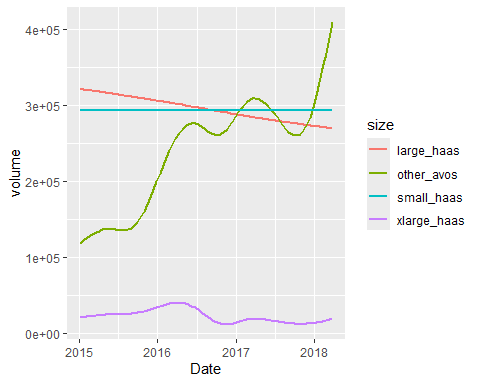 4e+05
3e+05
2e+05
1e+05
0e+00
volume
2015
2016
2017
2018
Date
size
large_haas
other_avos
small_haas
xlarge_haas